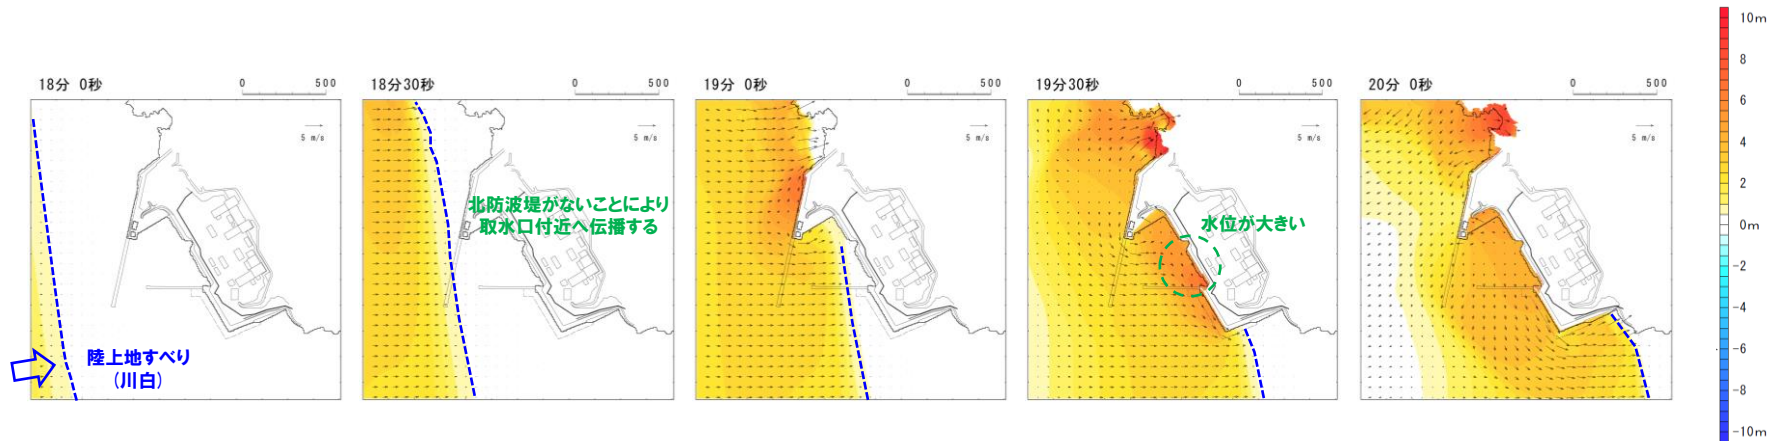 18分 0秒
0 500
5 m/s
陸上地すべり
(川白)
18分30秒
0 500
5 m/s
北防波堤がないことにより
取水口付近へ伝播する
19分 0秒
0 500
5 m/s
19分30秒
0 500
5 m/s
水位が大きい
20分 0秒
0 500
5 m/s
10m
8
6
4
2
0m
-2
-4
-6
-8
-10m